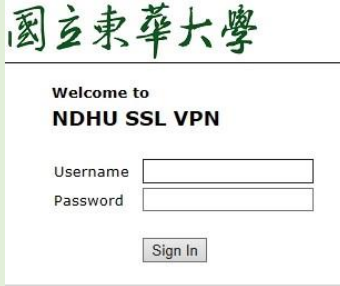 國立東華大學
Welcome to
NDHU SSL VPN
Username
Password
Sign In